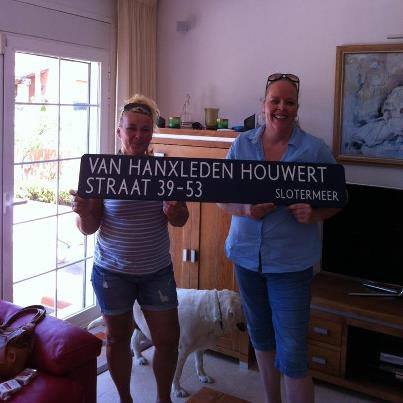 VAN HANXLEDEN HOUWERT
STRAAT 39-53 SLOTERMEER